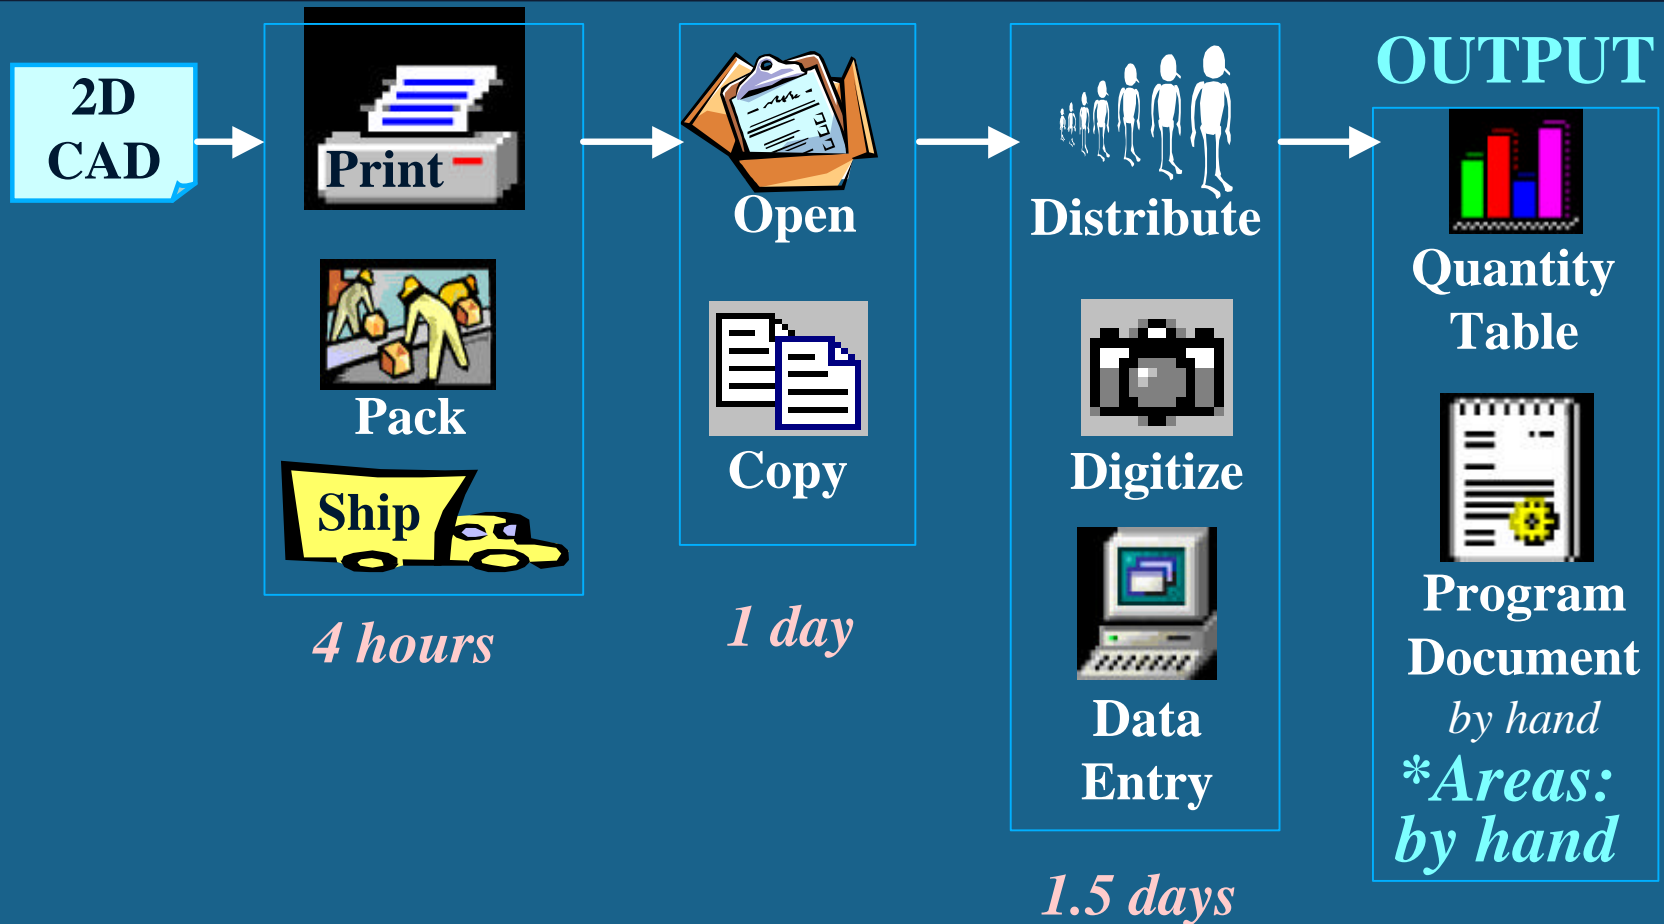 2D
CAD
Print
Pack
Ship
4 hours
Open
Copy
1 day
Distribute
Digitize
Data
Entry
1.5 days
OUTPUT
Quantity
Table
Program
Document
by hand
*Areas:
by hand